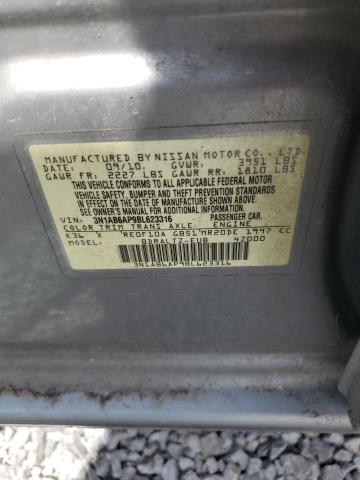 MANUFACTURED BY NISSAN MOTOR CO., LTD.
DATE: 09/10 GVWR: 3951 LBS
GAWR FR: 2227 LBS GAWR RR: 1810 LBS
THIS VEHICLE CONFORMS TO ALL APPLICABLE FEDERAL MOTOR
VEHICLE SAFETY, BUMPER AND THEFT PREVENTION
STANDARDS IN EFFECT ON THE DATE OF MANUFACTURE
SHOWN ABOVE.
SEE OWNER'S MANUAL FOR ADDITIONAL INFORMATION.
VIN: 3N1AB6AP9BL623316 PASSENGER CAR.
COLOR TRIM TRANS AXLE ENGINE
K36 X RE0F10A GB51 MR20DE 1997 CC
MODEL: BDRALTZ-EUB 4Z000
3N1AB6AP9BL623316